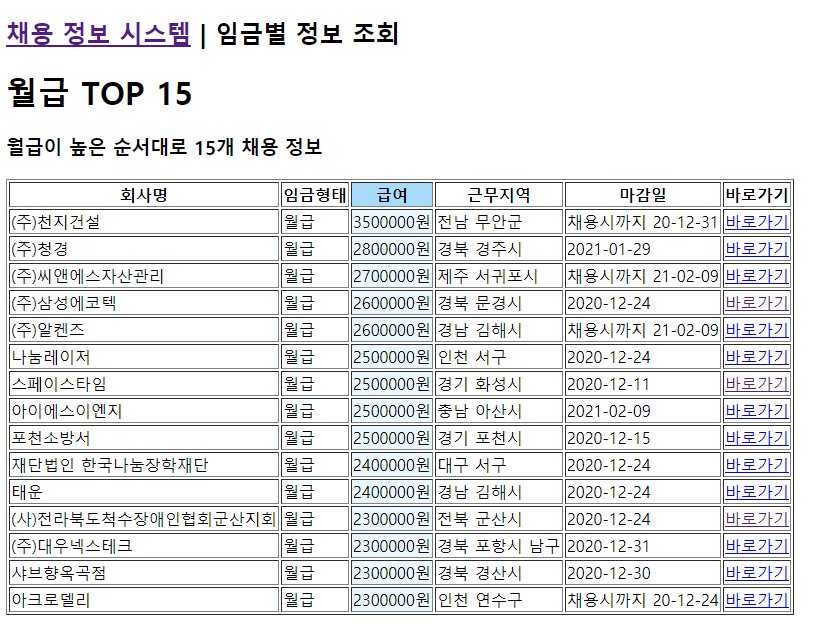 채용 정보 시스템 | 임금별 정보 조회
월급 TOP 15
월급이 높은 순서대로 15개 채용 정보
회사명 임금형태 급여 근무지역 마감일 바로가기
(주)천지건설 월급 3500000원 전남 무안군 채용시까지 20-12-31 바로가기
(주)청경 월급 2800000원 경북 경주시 2021-01-29 바로가기
(주)씨앤에스자산관리 월급 2700000원 제주 서귀포시 채용시까지 21-02-09 바로가기
(주)삼성에코텍 월급 2600000원 경북 문경시 2020-12-24 바로가기
(주)알켄즈 월급 2600000원 경남 김해시 채용시까지 21-02-09 바로가기
나눔레이저 월급 2500000원 인천 서구 2020-12-24 바로가기
스페이스타임 월급 2500000원 경기 화성시 2020-12-11 바로가기
아이에스이엔지 월급 2500000원 충남 아산시 2021-02-09 바로가기
포천소방서 월급 2500000원 경기 포천시 2020-12-15 바로가기
재단법인 한국나눔장학재단 월급 2400000원 대구 서구 2020-12-24 바로가기
태운 월급 2400000원 경남 김해시 2020-12-24 바로가기
(사)전라북도척수장애인협회군산지회 월급 2300000원 전북 군산시 2020-12-24 바로가기
(주)대우넥스테크 월급 2300000원 경북 포항시 남구 2020-12-31 바로가기
샤브향옥곡점 월급 2300000원 경북 경산시 2020-12-30 바로가기
아크로델리 월급 2300000원 인천 연수구 채용시까지 20-12-24 바로가기